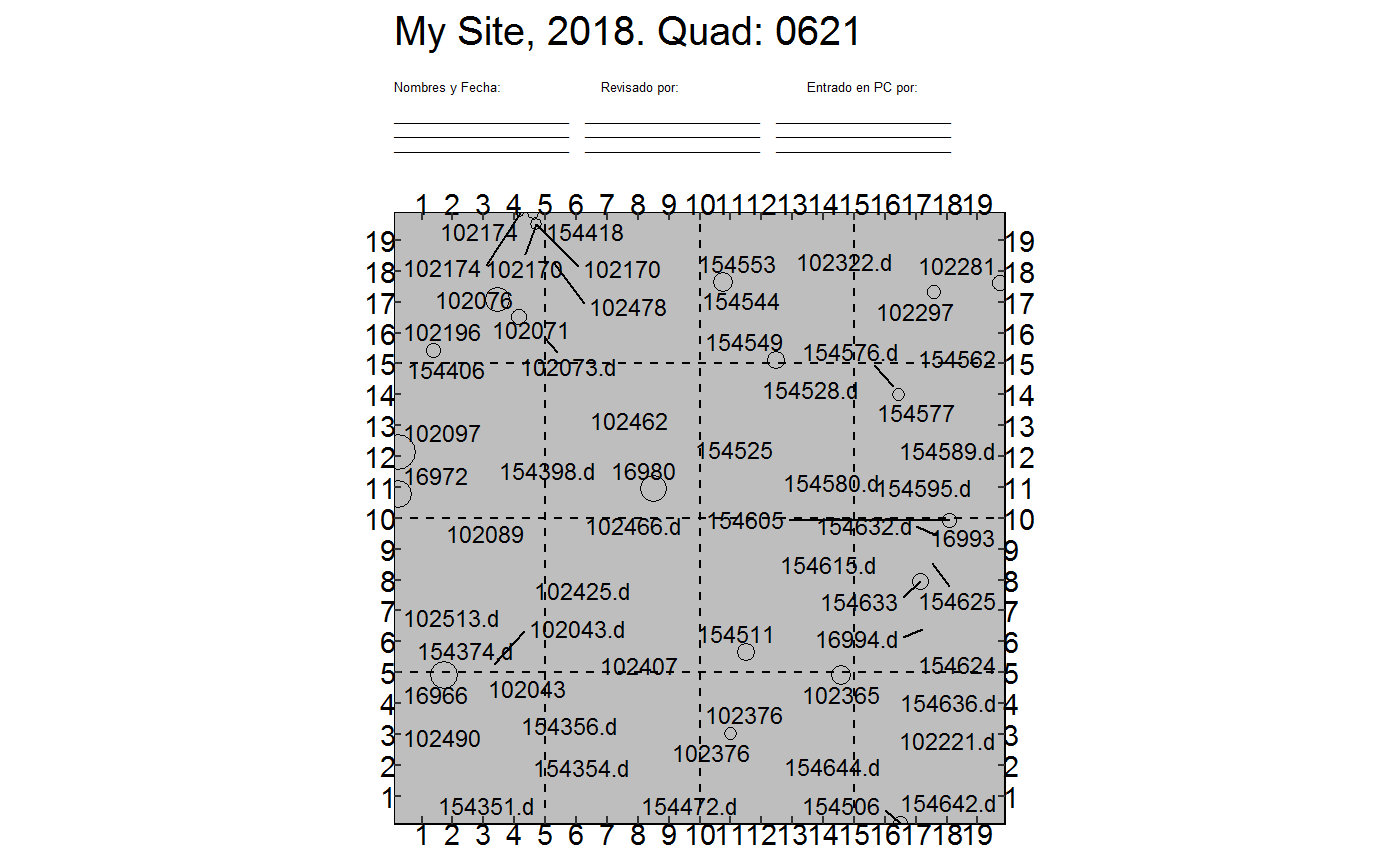 My Site, 2018. Quad: 0621
Nombres y Fecha: Revisado por: Entrado en PC por:
1 2 3 4 5 6 7 8 9 10 11 12 13 14 15 16 17 18 19
102174 154418
19 19
102322.d
154553 102281
18 102174 102170 102170 18
102076 154544
17 17
102478 102297
16 102196 102071 16
154549
154576.d 154562
15 15
154406 102073.d
14 154528.d 14
154577
102462
13 102097 13
154525 154589.d
12 12
16972 154398.d 16980
11 154580.d 154595.d 11
10 154605 10
102466.d 154632.d
102089 16993
9 9
154615.d
8 8
102425.d
154633 154625
7 7
102513.d
102043.d 154511
6 16994.d 6
154374.d
102407 154624
5 5
102043
16966 102365
4 154636.d 4
102376
154356.d
3 102490 102221.d 3
102376
2 154354.d 154644.d 2
1 154351.d 154472.d 154506 154642.d 1
1 2 3 4 5 6 7 8 9 10 11 12 13 14 15 16 17 18 19